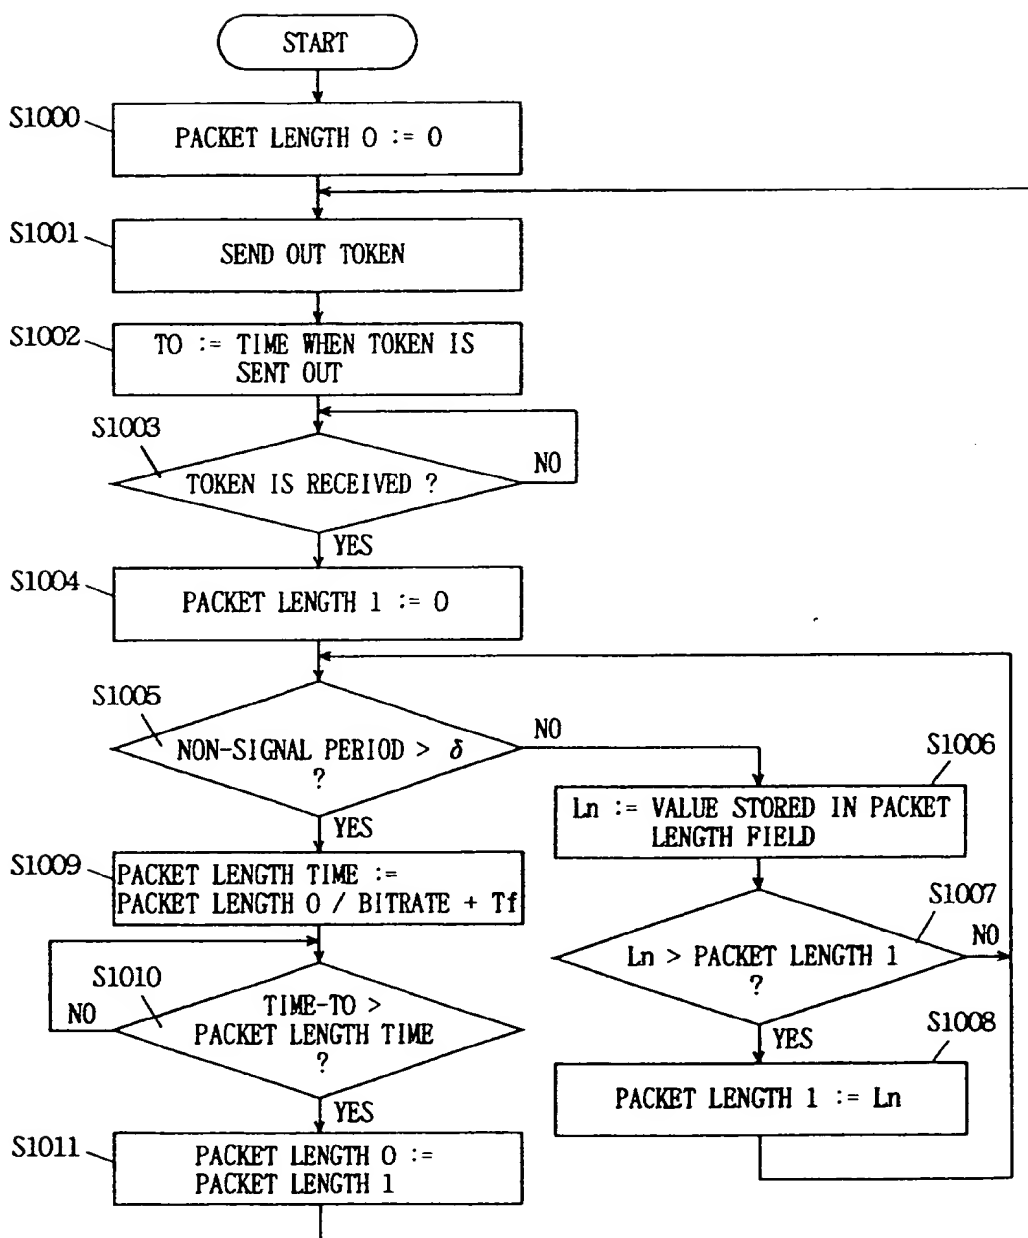 START
S1000
PACKET LENGTH 0 := 0
S1001
SEND OUT TOKEN
S1002
T0 := TIME WHEN TOKEN IS
SENT OUT
S1003
TOKEN IS RECEIVED ?
NO
YES
S1004
PACKET LENGTH 1 := 0
S1005
NON-SIGNAL PERIOD > δ
?
NO
YES
S1006
Ln := VALUE STORED IN PACKET
LENGTH FIELD
S1007
Ln > PACKET LENGTH 1
?
NO
YES
S1008
PACKET LENGTH 1 := Ln
S1009
PACKET LENGTH TIME :=
PACKET LENGTH 0 / BITRATE + Tf
S1010
TIME-T0 >
PACKET LENGTH TIME
?
NO
YES
S1011
PACKET LENGTH 0 :=
PACKET LENGTH 1